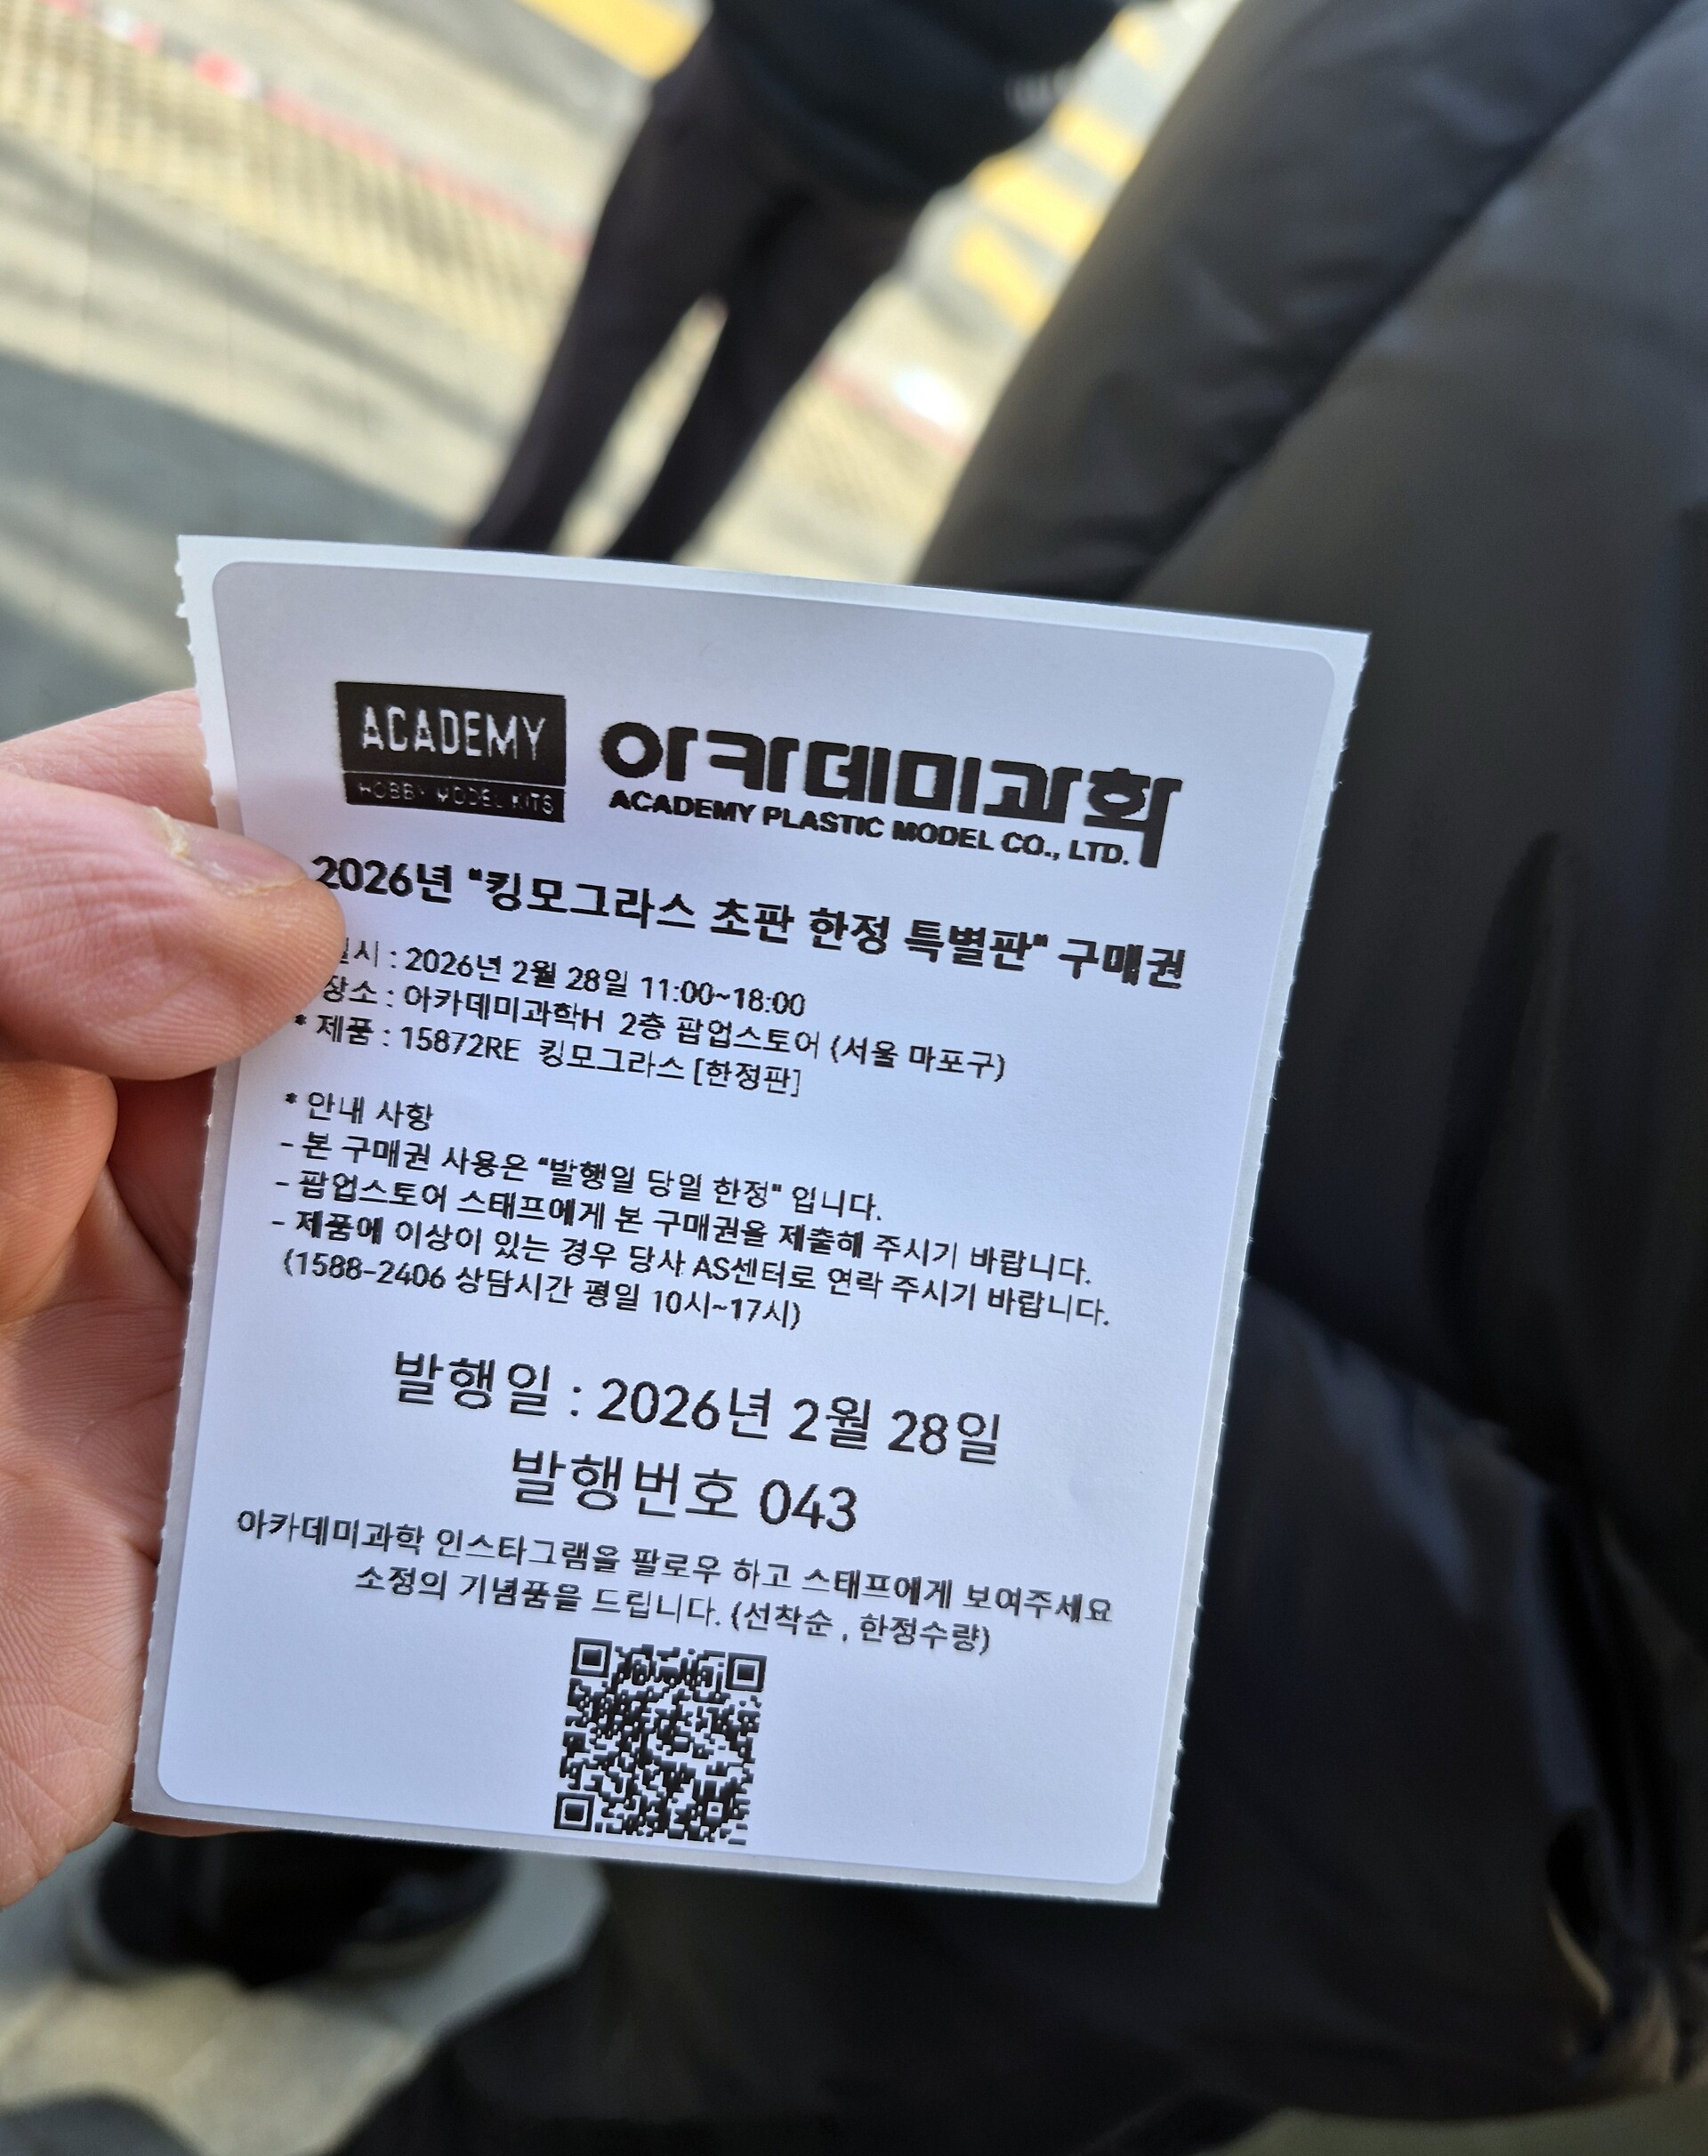 ACADEMY
HOBBY MODEL KITS
아카데미과학
ACADEMY PLASTIC MODEL CO., LTD.
2026년 "킹모그라스 초판 한정 특별판" 구매권
일시 : 2026년 2월 28일 11:00~18:00
장소 : 아카데미과학H 2층 팝업스토어 (서울 마포구)
* 제품 : 15872RE 킹모그라스 [한정판]
* 안내 사항
- 본 구매권 사용은 "발행일 당일 한정" 입니다.
- 팝업스토어 스태프에게 본 구매권을 제출해 주시기 바랍니다.
- 제품에 이상이 있는 경우 당사 AS센터로 연락 주시기 바랍니다.
(1588-2406 상담시간 평일 10시~17시)
발행일 : 2026년 2월 28일
발행번호 043
아카데미과학 인스타그램을 팔로우 하고 스태프에게 보여주세요
소정의 기념품을 드립니다. (선착순 , 한정수량)